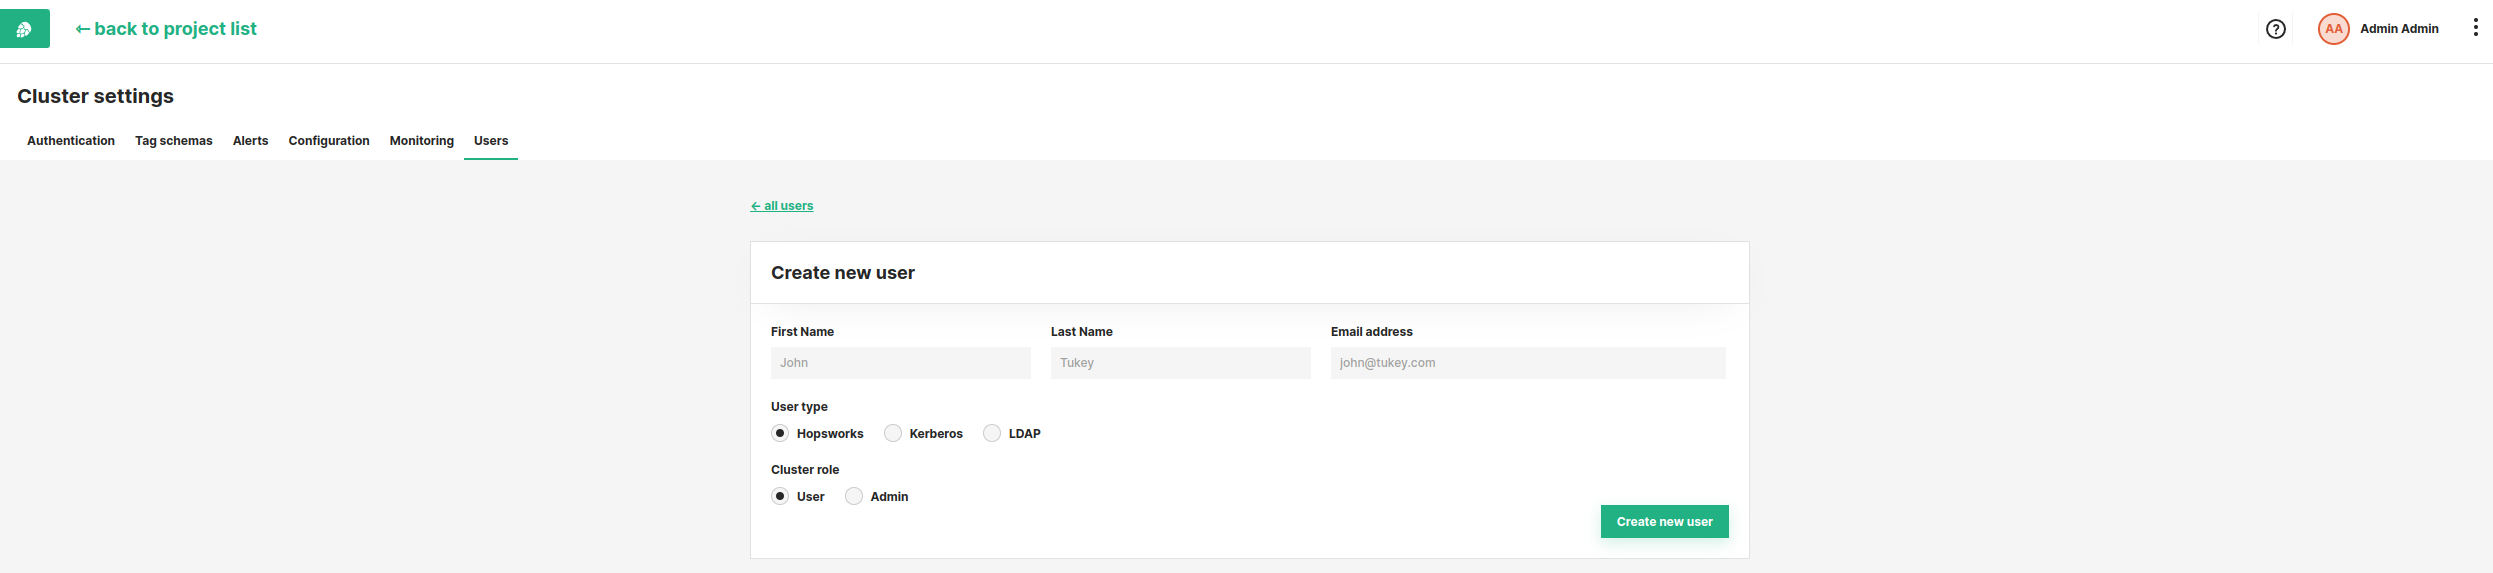 ← back to project list
? AA Admin Admin
Cluster settings
Authentication Tag schemas Alerts Configuration Monitoring Users
← all users
Create new user
First Name Last Name Email address
John Tukey john@tukey.com
User type
Hopsworks Kerberos LDAP
Cluster role
User Admin
Create new user